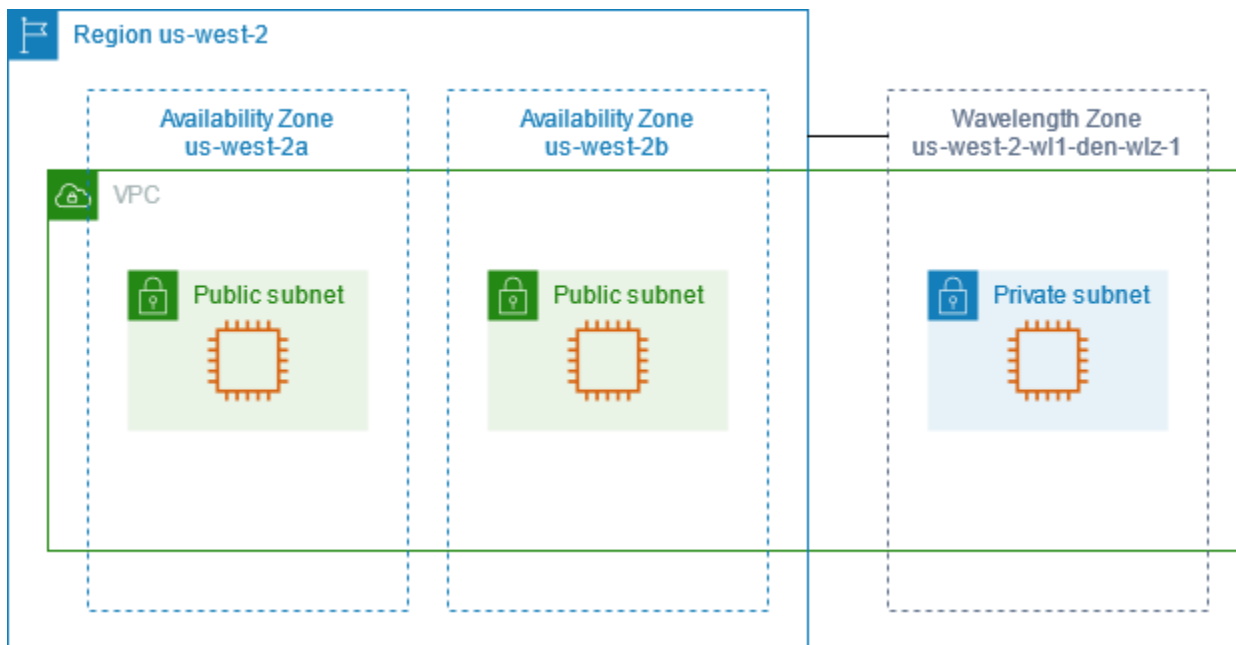 Region us-west-2
Availability Zone
us-west-2a
Availability Zone
us-west-2b
Wavelength Zone
us-west-2-wl1-den-wlz-1
VPC
Public subnet
Public subnet
Private subnet